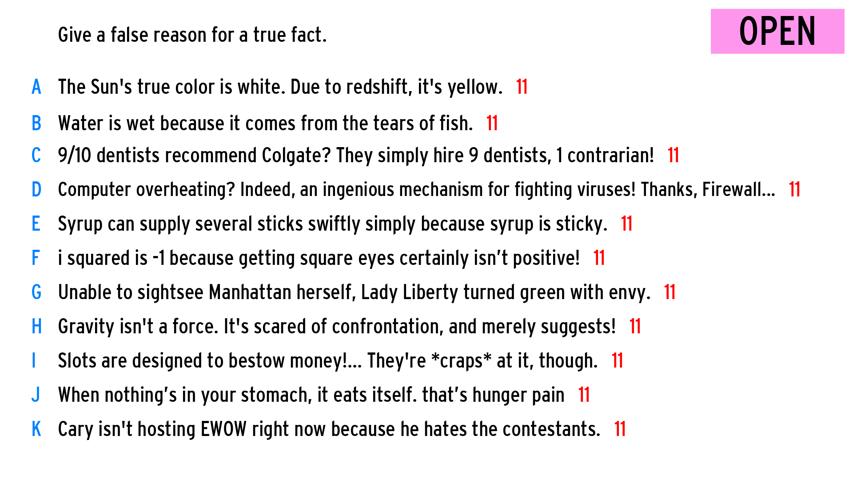 Give a false reason for a true fact.
OPEN
A The Sun's true color is white. Due to redshift, it's yellow. 11
B Water is wet because it comes from the tears of fish. 11
C 9/10 dentists recommend Colgate? They simply hire 9 dentists, 1 contrarian! 11
D Computer overheating? Indeed, an ingenious mechanism for fighting viruses! Thanks, Firewall... 11
E Syrup can supply several sticks swiftly simply because syrup is sticky. 11
F i squared is -1 because getting square eyes certainly isn’t positive! 11
G Unable to sightsee Manhattan herself, Lady Liberty turned green with envy. 11
H Gravity isn't a force. It's scared of confrontation, and merely suggests! 11
I Slots are designed to bestow money!... They're *craps* at it, though. 11
J When nothing’s in your stomach, it eats itself. that’s hunger pain 11
K Cary isn't hosting EWOW right now because he hates the contestants. 11